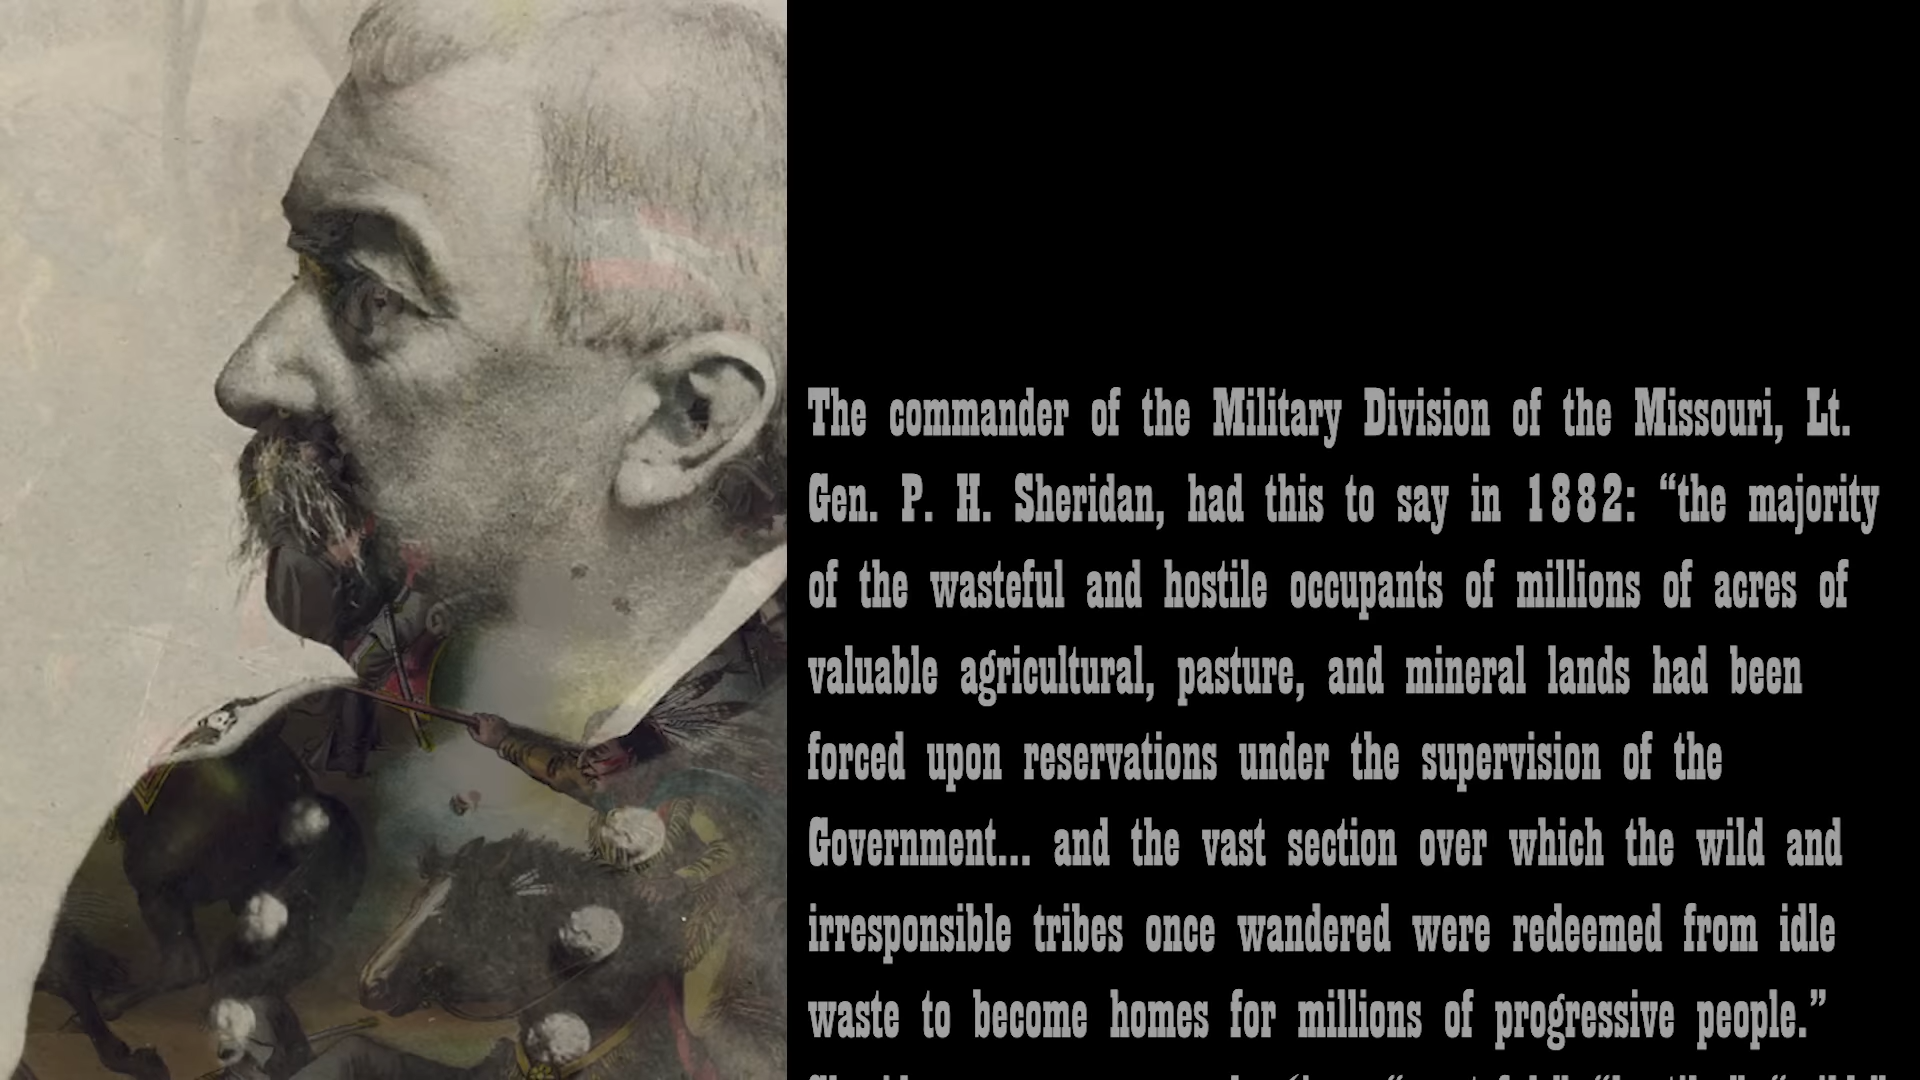 The commander of the Military Division of the Missouri, Lt.
Gen. P. H. Sheridan, had this to say in 1882: “the majority
of the wasteful and hostile occupants of millions of acres of
valuable agricultural, pasture, and mineral lands had been
forced upon reservations under the supervision of the
Government... and the vast section over which the wild and
irresponsible tribes once wandered were redeemed from idle
waste to become homes for millions of progressive people.”